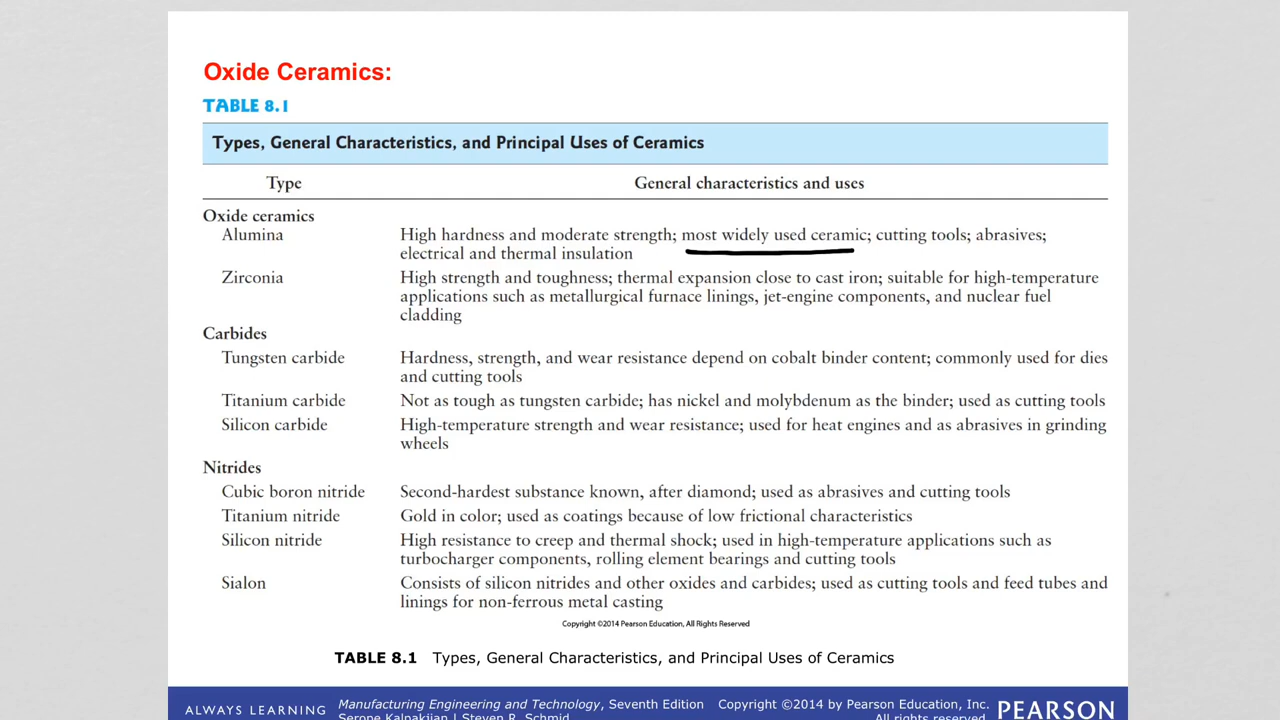 Oxide Ceramics:
TABLE 8.1
Types, General Characteristics, and Principal Uses of Ceramics
Type General characteristics and uses
Oxide ceramics
Alumina High hardness and moderate strength; most widely used ceramic; cutting tools; abrasives;
electrical and thermal insulation
Zirconia High strength and toughness; thermal expansion close to cast iron; suitable for high-temperature
applications such as metallurgical furnace linings, jet-engine components, and nuclear fuel
cladding
Carbides
Tungsten carbide Hardness, strength, and wear resistance depend on cobalt binder content; commonly used for dies
and cutting tools
Titanium carbide Not as tough as tungsten carbide; has nickel and molybdenum as the binder; used as cutting tools
Silicon carbide High-temperature strength and wear resistance; used for heat engines and as abrasives in grinding
wheels
Nitrides
Cubic boron nitride Second-hardest substance known, after diamond; used as abrasives and cutting tools
Titanium nitride Gold in color; used as coatings because of low frictional characteristics
Silicon nitride High resistance to creep and thermal shock; used in high-temperature applications such as
turbocharger components, rolling element bearings and cutting tools
Sialon Consists of silicon nitrides and other oxides and carbides; used as cutting tools and feed tubes and
linings for non-ferrous metal casting
Copyright ©2014 Pearson Education, All Rights Reserved
TABLE 8.1 Types, General Characteristics, and Principal Uses of Ceramics
ALWAYS LEARNING Manufacturing Engineering and Technology, Seventh Edition Copyright ©2014 by Pearson Education, Inc. PEARSON
Serope Kalpakjian | Steven R. Schmid All rights reserved.